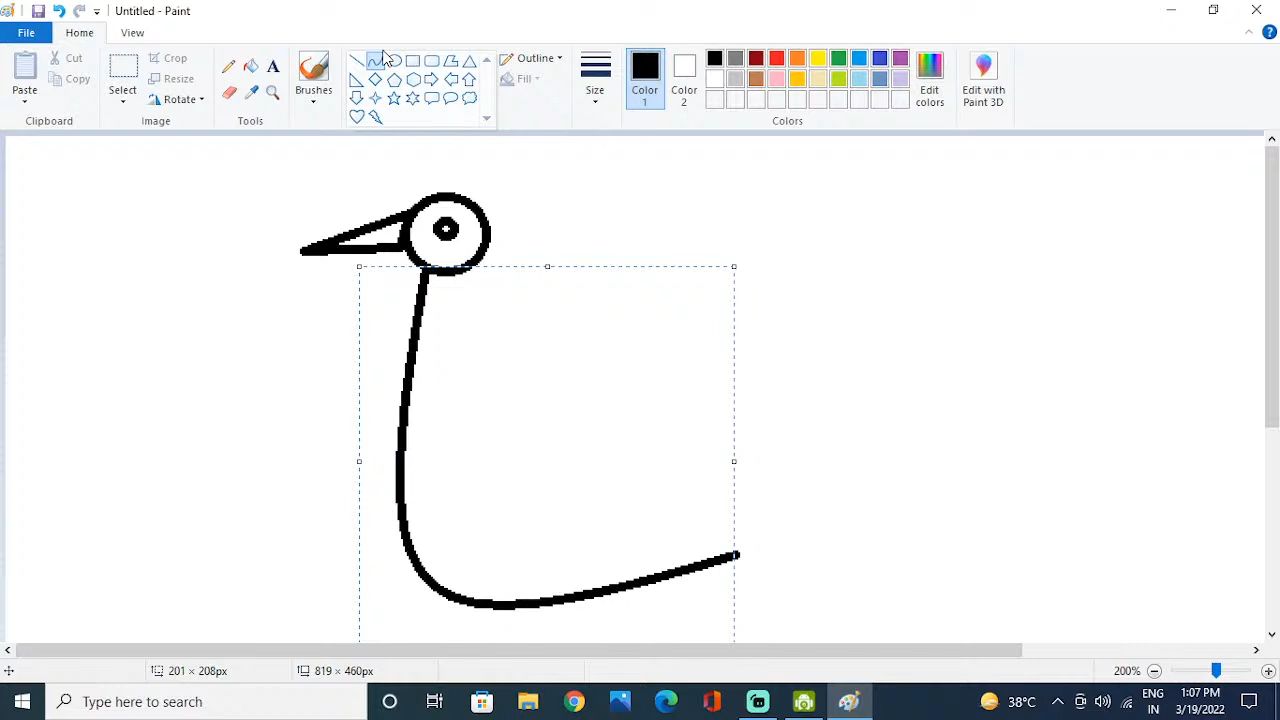 Untitled - Paint
File Home View
Paste
Cut
Copy
Clipboard
Select
Crop
Resize
Rotate
Image
A
Tools
Brushes
Outline
Fill
Size
Color 1
Color 2
Edit colors
Colors
Edit with Paint 3D
201 × 208px
819 × 460px
200%
Type here to search
38°C
ENG
IN
1:07 PM
3/19/2022